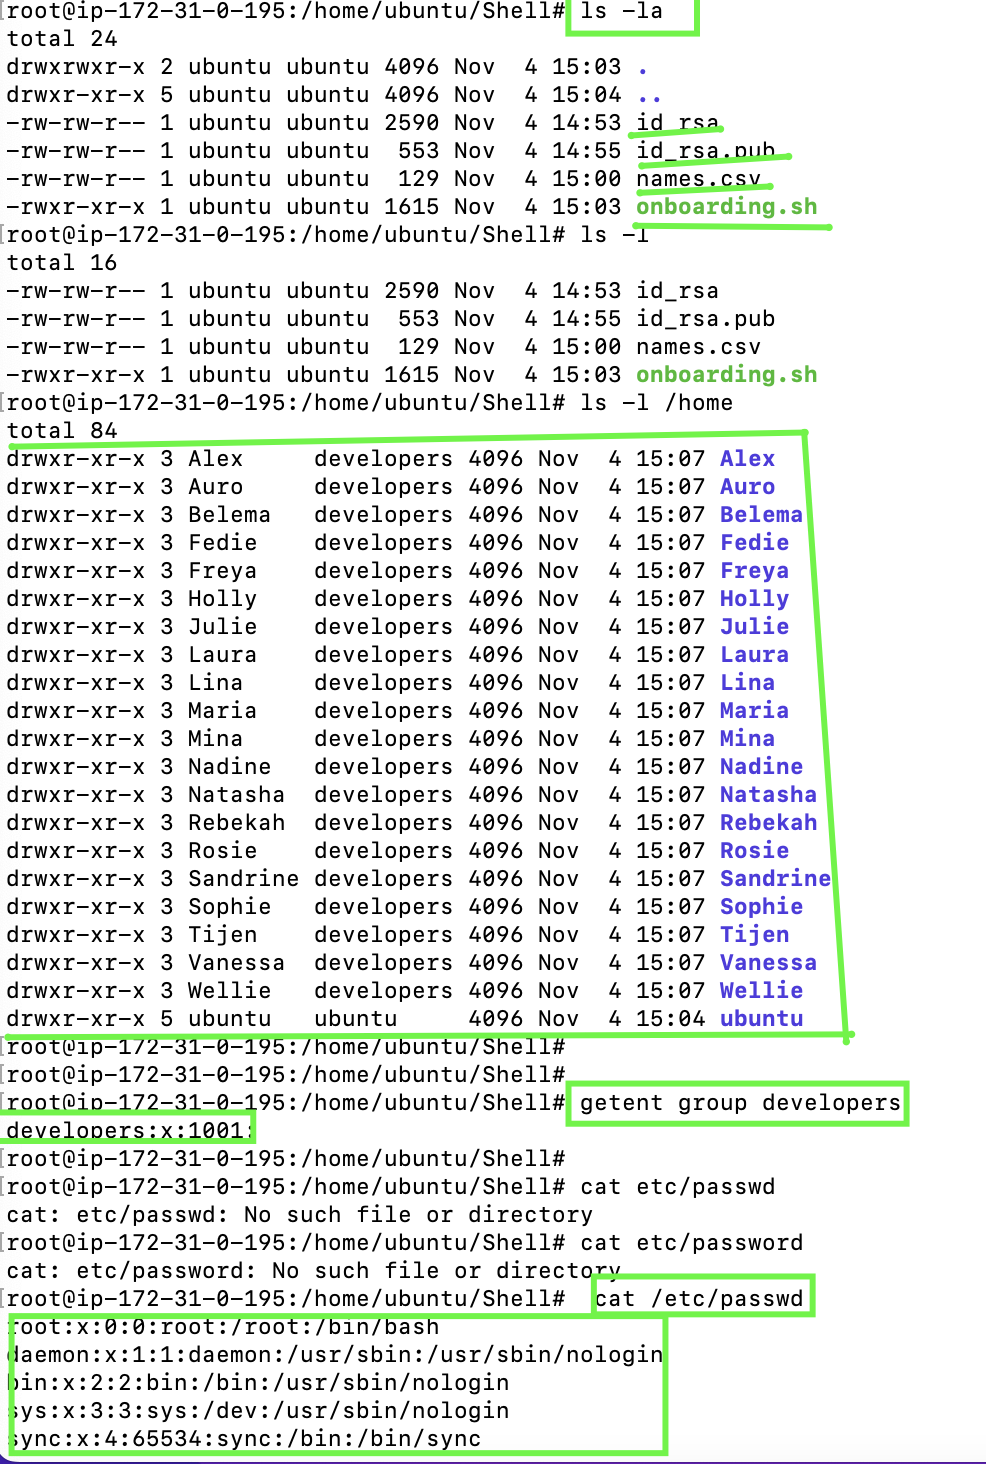 [root@ip-172-31-0-195:/home/ubuntu/Shell# ls -la
total 24
drwxrwxr-x 2 ubuntu ubuntu 4096 Nov  4 15:03 .
drwxr-xr-x 5 ubuntu ubuntu 4096 Nov  4 15:04 ..
-rw-rw-r-- 1 ubuntu ubuntu 2590 Nov  4 14:53 id_rsa
-rw-rw-r-- 1 ubuntu ubuntu  553 Nov  4 14:55 id_rsa.pub
-rw-rw-r-- 1 ubuntu ubuntu  129 Nov  4 15:00 names.csv
-rwxr-xr-x 1 ubuntu ubuntu 1615 Nov  4 15:03 onboarding.sh
[root@ip-172-31-0-195:/home/ubuntu/Shell# ls -l
total 16
-rw-rw-r-- 1 ubuntu ubuntu 2590 Nov  4 14:53 id_rsa
-rw-rw-r-- 1 ubuntu ubuntu  553 Nov  4 14:55 id_rsa.pub
-rw-rw-r-- 1 ubuntu ubuntu  129 Nov  4 15:00 names.csv
-rwxr-xr-x 1 ubuntu ubuntu 1615 Nov  4 15:03 onboarding.sh
[root@ip-172-31-0-195:/home/ubuntu/Shell# ls -l /home
total 84
drwxr-xr-x 3 Alex     developers 4096 Nov  4 15:07 Alex
drwxr-xr-x 3 Auro     developers 4096 Nov  4 15:07 Auro
drwxr-xr-x 3 Belema   developers 4096 Nov  4 15:07 Belema
drwxr-xr-x 3 Fedie    developers 4096 Nov  4 15:07 Fedie
drwxr-xr-x 3 Freya    developers 4096 Nov  4 15:07 Freya
drwxr-xr-x 3 Holly    developers 4096 Nov  4 15:07 Holly
drwxr-xr-x 3 Julie    developers 4096 Nov  4 15:07 Julie
drwxr-xr-x 3 Laura    developers 4096 Nov  4 15:07 Laura
drwxr-xr-x 3 Lina     developers 4096 Nov  4 15:07 Lina
drwxr-xr-x 3 Maria    developers 4096 Nov  4 15:07 Maria
drwxr-xr-x 3 Mina     developers 4096 Nov  4 15:07 Mina
drwxr-xr-x 3 Nadine   developers 4096 Nov  4 15:07 Nadine
drwxr-xr-x 3 Natasha  developers 4096 Nov  4 15:07 Natasha
drwxr-xr-x 3 Rebekah  developers 4096 Nov  4 15:07 Rebekah
drwxr-xr-x 3 Rosie    developers 4096 Nov  4 15:07 Rosie
drwxr-xr-x 3 Sandrine developers 4096 Nov  4 15:07 Sandrine
drwxr-xr-x 3 Sophie   developers 4096 Nov  4 15:07 Sophie
drwxr-xr-x 3 Tijen    developers 4096 Nov  4 15:07 Tijen
drwxr-xr-x 3 Vanessa  developers 4096 Nov  4 15:07 Vanessa
drwxr-xr-x 3 Wellie   developers 4096 Nov  4 15:07 Wellie
drwxr-xr-x 5 ubuntu   ubuntu     4096 Nov  4 15:04 ubuntu
[root@ip-172-31-0-195:/home/ubuntu/Shell#
[root@ip-172-31-0-195:/home/ubuntu/Shell#
[root@ip-172-31-0-195:/home/ubuntu/Shell# getent group developers
developers:x:1001:
[root@ip-172-31-0-195:/home/ubuntu/Shell#
[root@ip-172-31-0-195:/home/ubuntu/Shell# cat etc/passwd
cat: etc/passwd: No such file or directory
[root@ip-172-31-0-195:/home/ubuntu/Shell# cat etc/password
cat: etc/password: No such file or directory
[root@ip-172-31-0-195:/home/ubuntu/Shell#  cat /etc/passwd
root:x:0:0:root:/root:/bin/bash
daemon:x:1:1:daemon:/usr/sbin:/usr/sbin/nologin
bin:x:2:2:bin:/bin:/usr/sbin/nologin
sys:x:3:3:sys:/dev:/usr/sbin/nologin
sync:x:4:65534:sync:/bin:/bin/sync